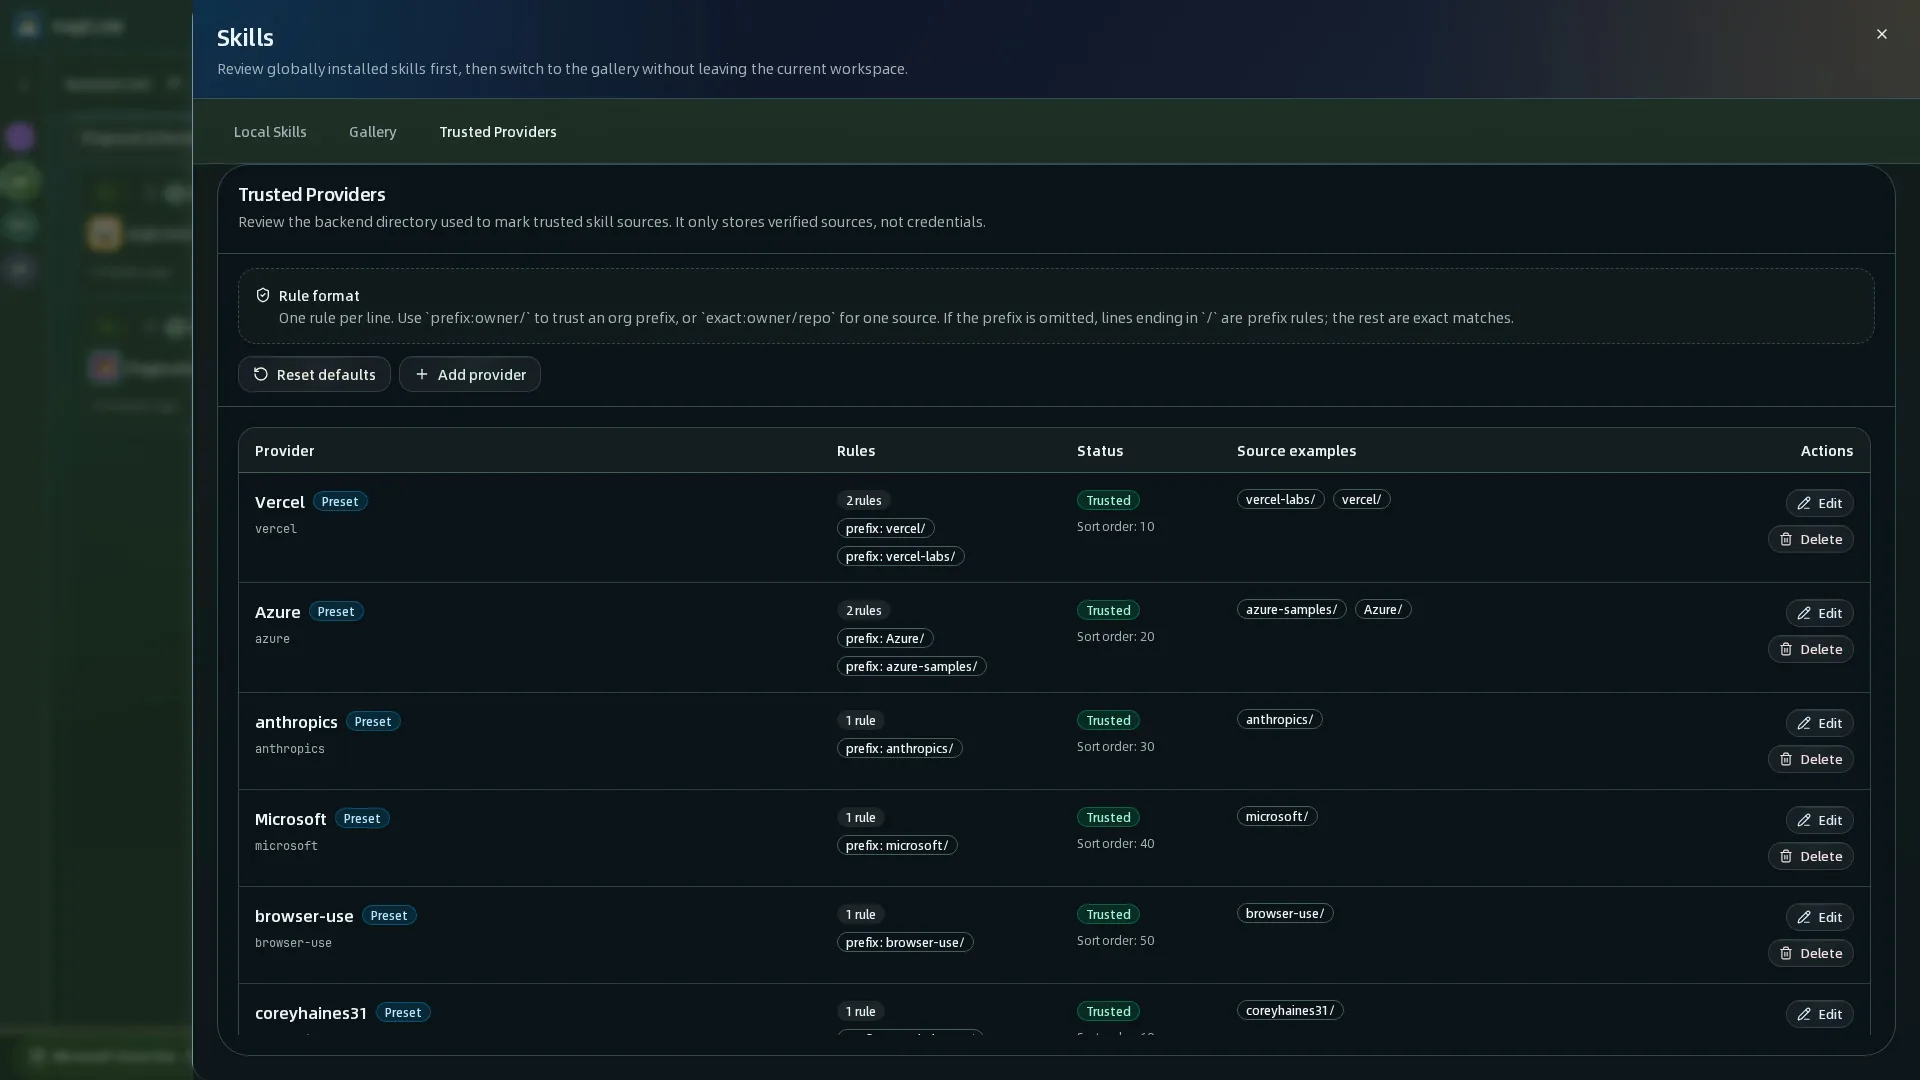 Skills
Review globally installed skills first, then switch to the gallery without leaving the current workspace.
Local Skills
Gallery
Trusted Providers
Trusted Providers
Review the backend directory used to mark trusted skill sources. It only stores verified sources, not credentials.
Rule format
One rule per line. Use `prefix:owner/` to trust an org prefix, or `exact:owner/repo` for one source. If the prefix is omitted, lines ending in `/` are prefix rules; the rest are exact matches.
Reset defaults
Add provider
Provider Rules Status Source examples Actions
Vercel Preset
vercel
2 rules
prefix: vercel/
prefix: vercel-labs/
Trusted
Sort order: 10
vercel-labs/ vercel/
Edit
Delete
Azure Preset
azure
2 rules
prefix: Azure/
prefix: azure-samples/
Trusted
Sort order: 20
azure-samples/ Azure/
Edit
Delete
anthropics Preset
anthropics
1 rule
prefix: anthropics/
Trusted
Sort order: 30
anthropics/
Edit
Delete
Microsoft Preset
microsoft
1 rule
prefix: microsoft/
Trusted
Sort order: 40
microsoft/
Edit
Delete
browser-use Preset
browser-use
1 rule
prefix: browser-use/
Trusted
Sort order: 50
browser-use/
Edit
Delete
coreyhaines31 Preset
1 rule
Trusted
coreyhaines31/
Edit